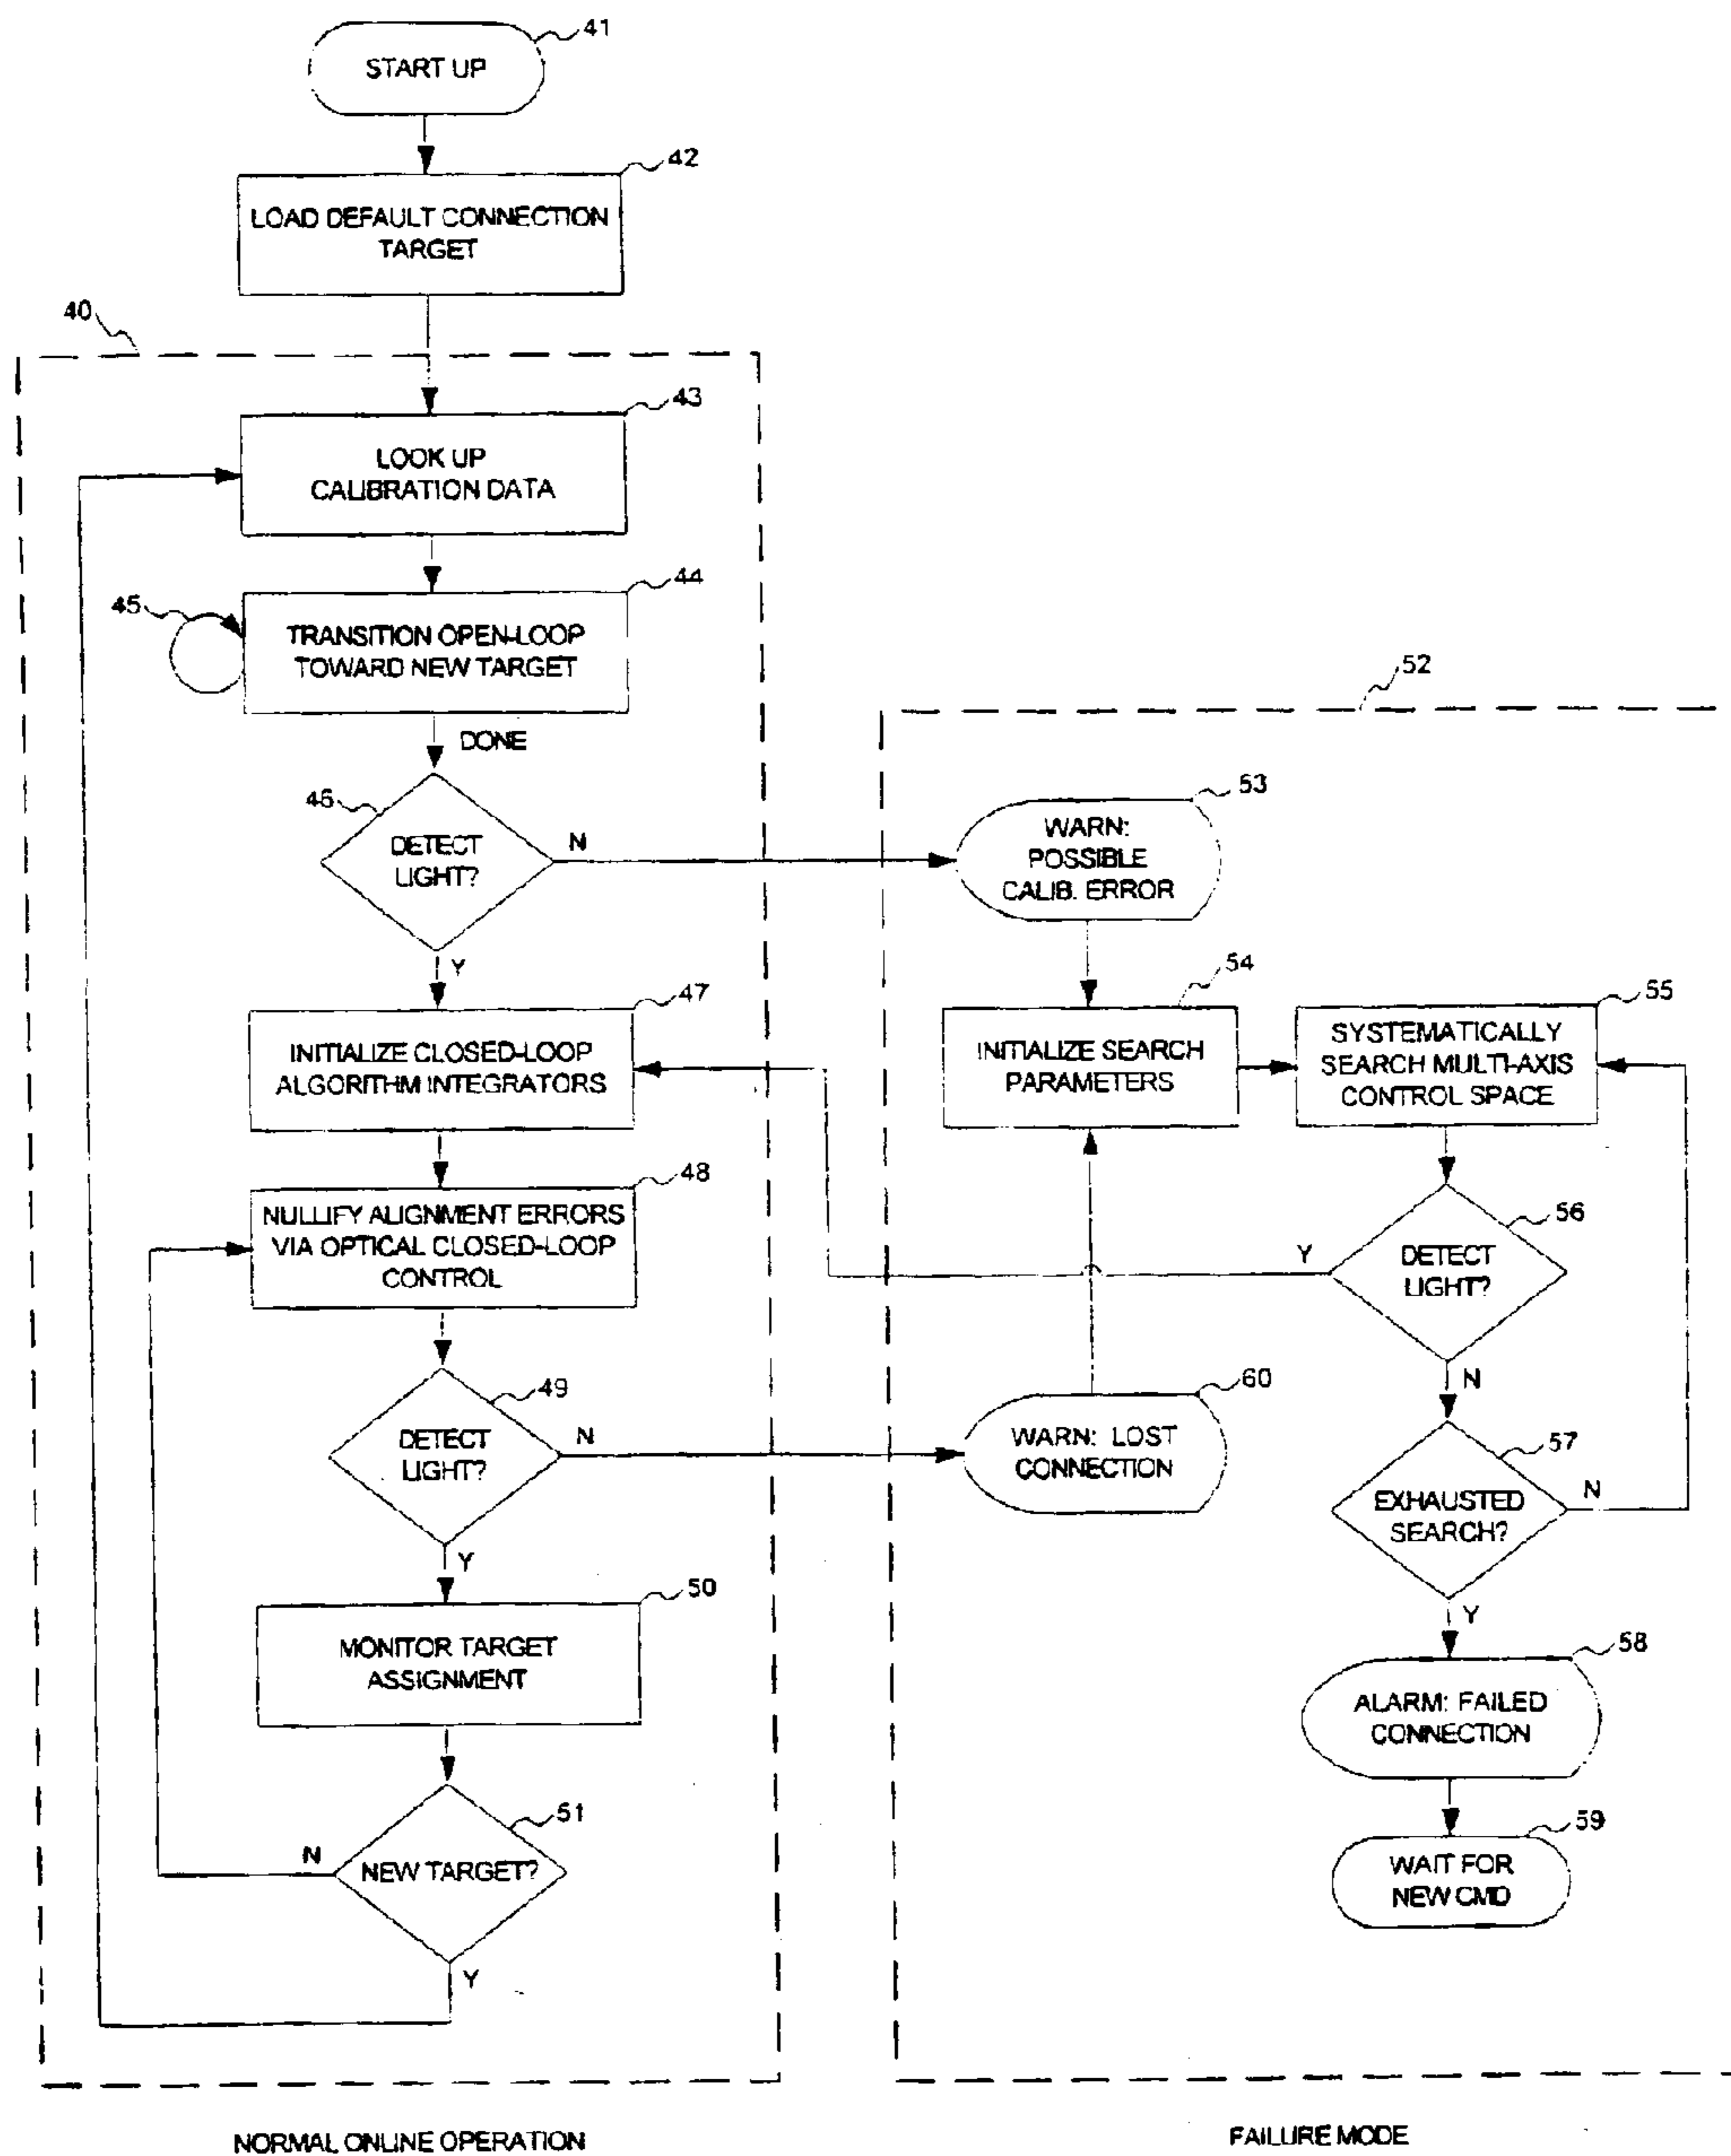 41
START UP
42
LOAD DEFAULT CONNECTION
TARGET
40
43
LOOK UP
CALIBRATION DATA
44
45
TRANSITION OPEN-LOOP
TOWARD NEW TARGET
DONE
46
DETECT
LIGHT?
N
Y
47
INITIALIZE CLOSED-LOOP
ALGORITHM INTEGRATORS
48
NULLIFY ALIGNMENT ERRORS
VIA OPTICAL CLOSED-LOOP
CONTROL
49
DETECT
LIGHT?
N
Y
50
MONITOR TARGET
ASSIGNMENT
51
NEW TARGET?
N
Y
52
53
WARN:
POSSIBLE
CALIB. ERROR
54
INITIALIZE SEARCH
PARAMETERS
55
SYSTEMATICALLY
SEARCH MULTI-AXIS
CONTROL SPACE
56
DETECT
LIGHT?
Y
N
60
WARN: LOST
CONNECTION
57
EXHAUSTED
SEARCH?
N
Y
58
ALARM: FAILED
CONNECTION
59
WAIT FOR
NEW CMD
NORMAL ONLINE OPERATION
FAILURE MODE